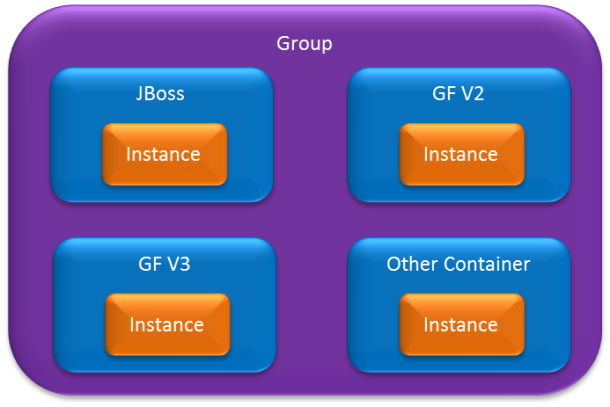 Group
JBoss
Instance
GF V2
Instance
GF V3
Instance
Other Container
Instance